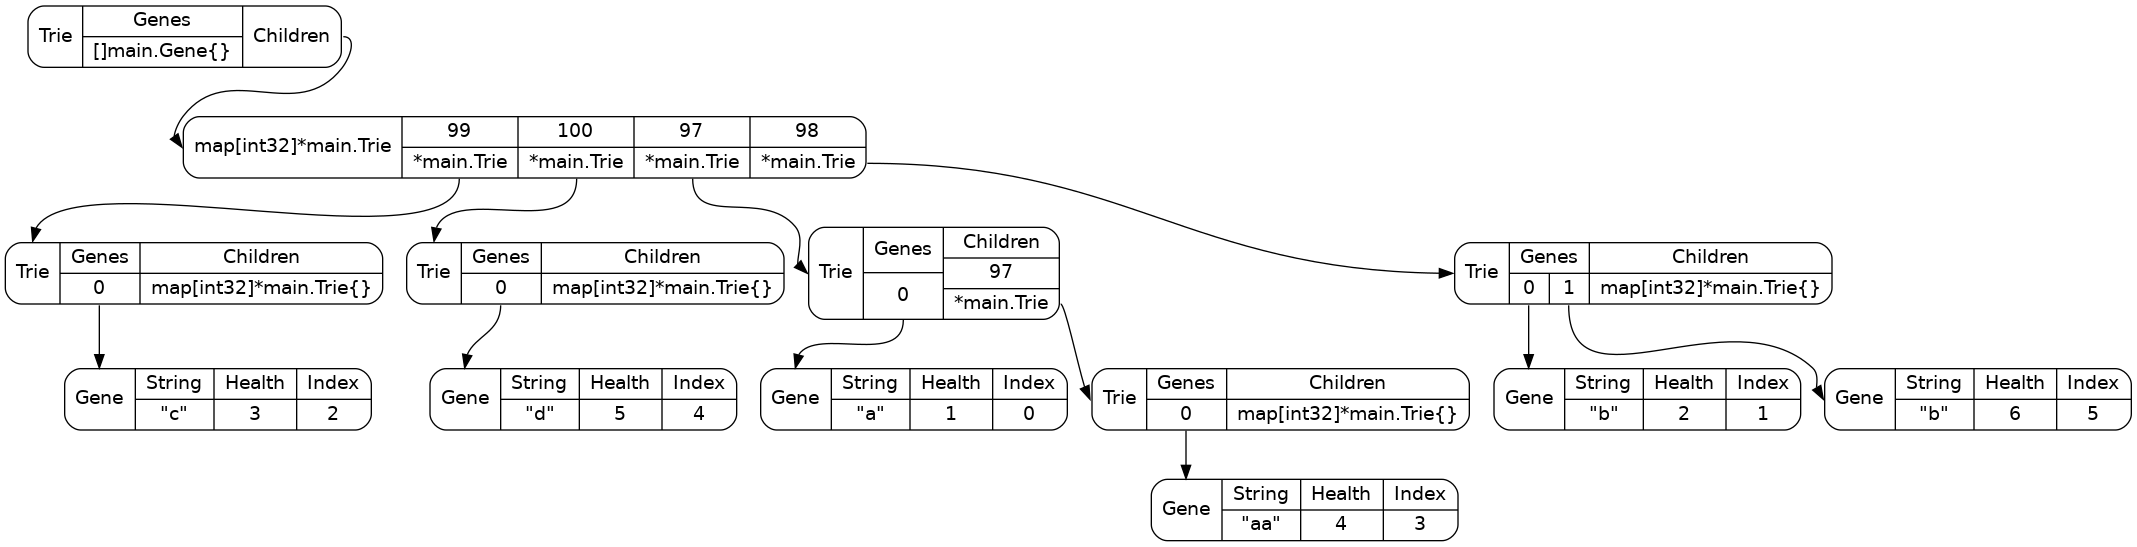 Trie Genes []main.Gene{} Children
map[int32]*main.Trie 99 100 97 98
*main.Trie *main.Trie *main.Trie *main.Trie
Trie Genes Children
0 map[int32]*main.Trie{}
Trie Genes Children
0 map[int32]*main.Trie{}
Trie Genes Children
97
0 *main.Trie
Trie Genes Children
0 1 map[int32]*main.Trie{}
Gene String Health Index
"c" 3 2
Gene String Health Index
"d" 5 4
Gene String Health Index
"a" 1 0
Trie Genes Children
0 map[int32]*main.Trie{}
Gene String Health Index
"b" 2 1
Gene String Health Index
"b" 6 5
Gene String Health Index
"aa" 4 3